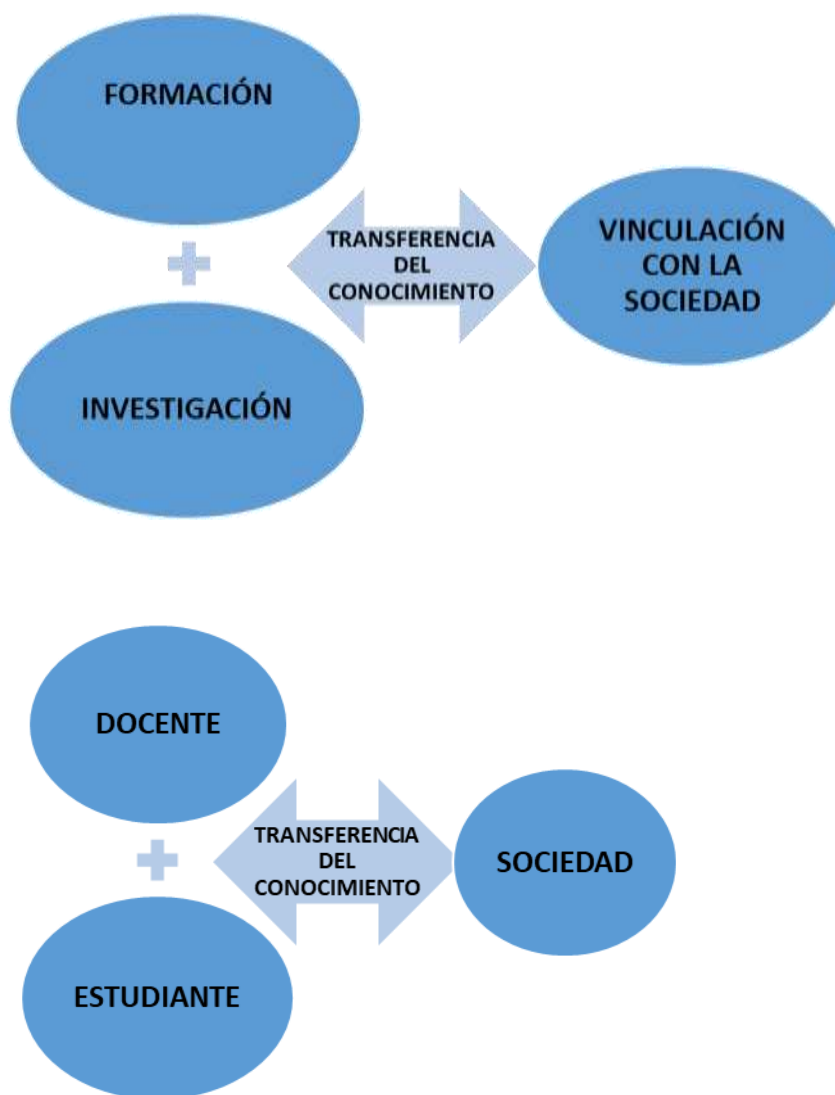 FORMACIÓN
TRANSFERENCIA
DEL
CONOCIMIENTO
VINCULACIÓN
CON LA
SOCIEDAD
INVESTIGACIÓN
DOCENTE
TRANSFERENCIA
DEL
CONOCIMIENTO
SOCIEDAD
ESTUDIANTE